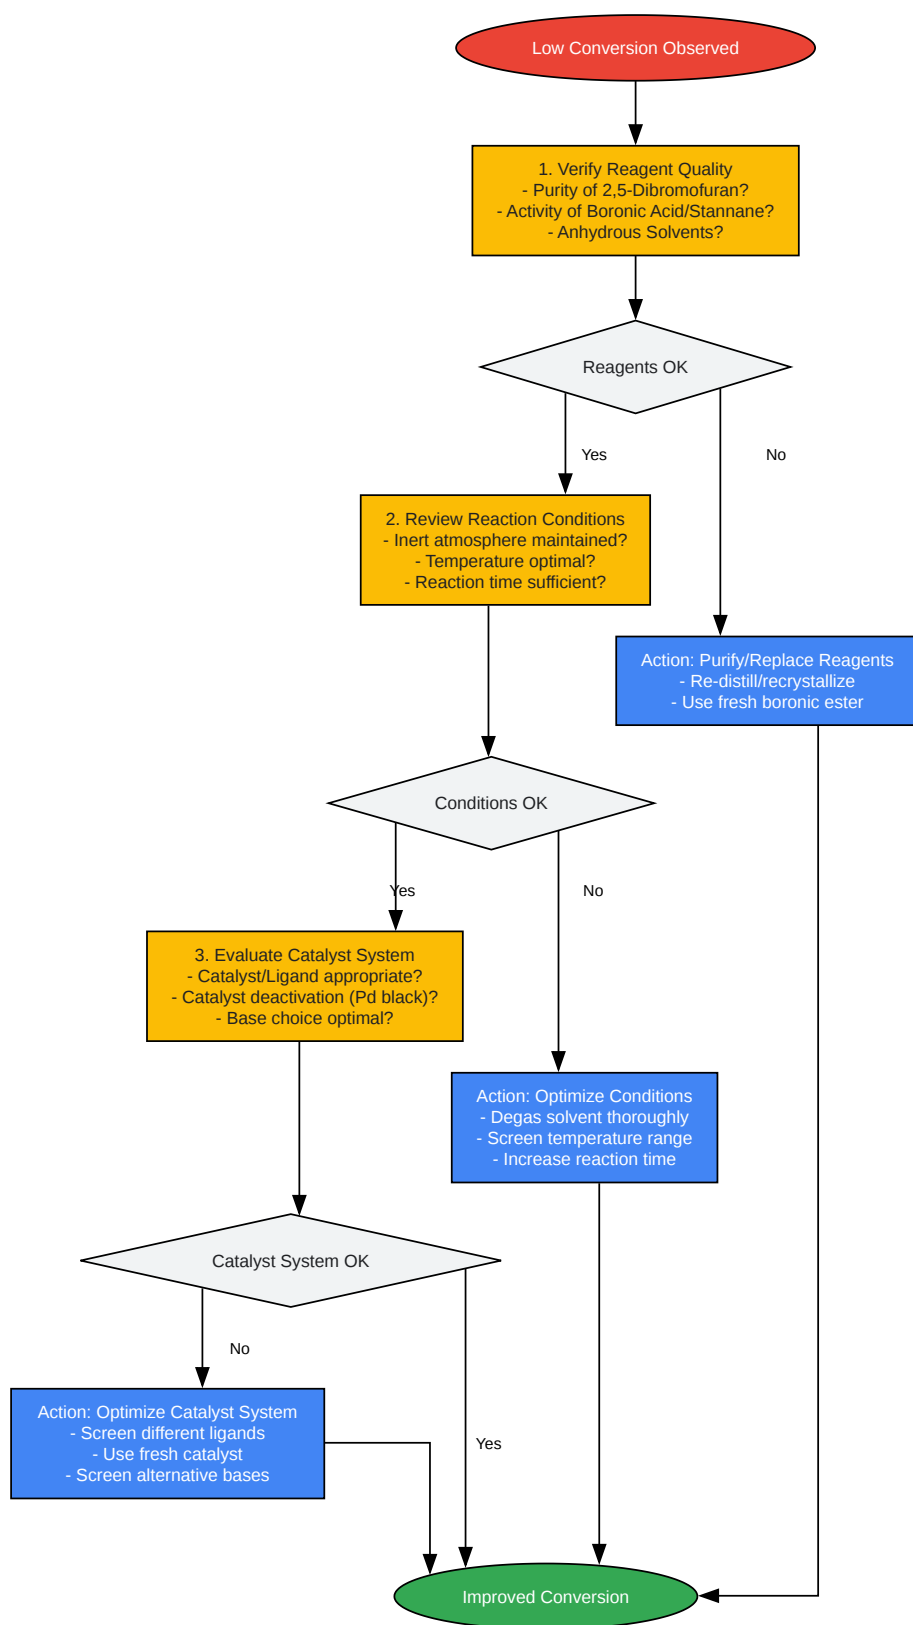 Low Conversion Observed
1. Verify Reagent Quality
- Purity of 2,5-Dibromofuran?
- Activity of Boronic Acid/Stannane?
- Anhydrous Solvents?
Reagents OK
Yes
No
2. Review Reaction Conditions
- Inert atmosphere maintained?
- Temperature optimal?
- Reaction time sufficient?
Action: Purify/Replace Reagents
- Re-distill/recrystallize
- Use fresh boronic ester
Conditions OK
Yes
No
3. Evaluate Catalyst System
- Catalyst/Ligand appropriate?
- Catalyst deactivation (Pd black)?
- Base choice optimal?
Action: Optimize Conditions
- Degas solvent thoroughly
- Screen temperature range
- Increase reaction time
Catalyst System OK
No
Yes
Action: Optimize Catalyst System
- Screen different ligands
- Use fresh catalyst
- Screen alternative bases
Improved Conversion